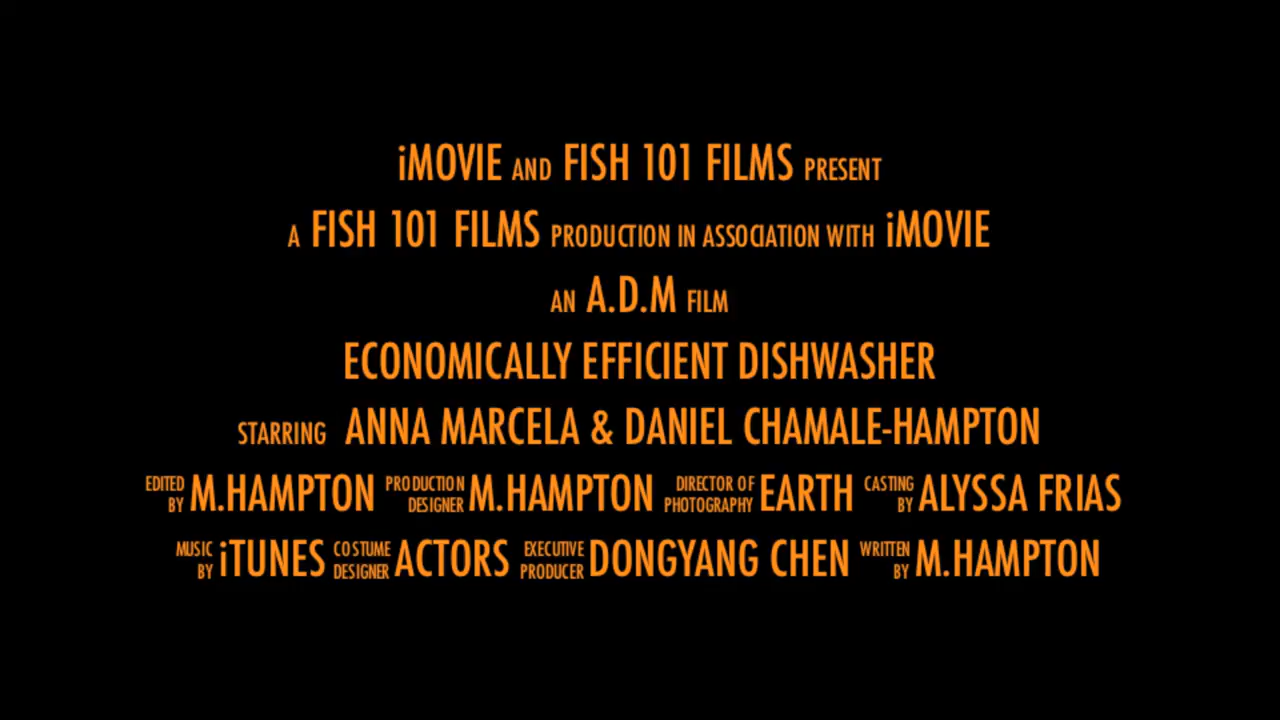 iMOVIE AND FISH 101 FILMS PRESENT
A FISH 101 FILMS PRODUCTION IN ASSOCIATION WITH iMOVIE
AN A.D.M FILM
ECONOMICALLY EFFICIENT DISHWASHER
STARRING ANNA MARCELA & DANIEL CHAMALE-HAMPTON
EDITED BY M.HAMPTON PRODUCTION DESIGNER M.HAMPTON DIRECTOR OF PHOTOGRAPHY EARTH CASTING BY ALYSSA FRIAS
MUSIC BY iTUNES COSTUME DESIGNER ACTORS EXECUTIVE PRODUCER DONGYANG CHEN WRITTEN BY M.HAMPTON